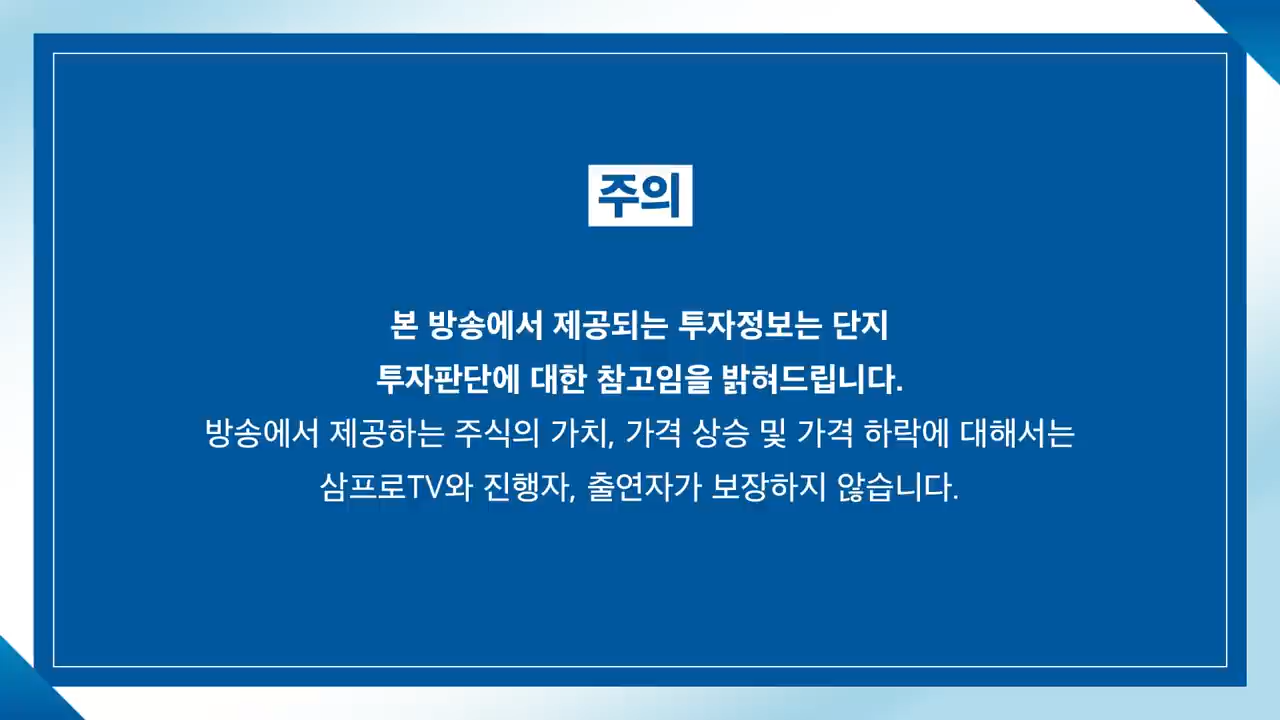 주의
본 방송에서 제공되는 투자정보는 단지
투자판단에 대한 참고임을 밝혀드립니다.
방송에서 제공하는 주식의 가치, 가격 상승 및 가격 하락에 대해서는
삼프로TV와 진행자, 출연자가 보장하지 않습니다.